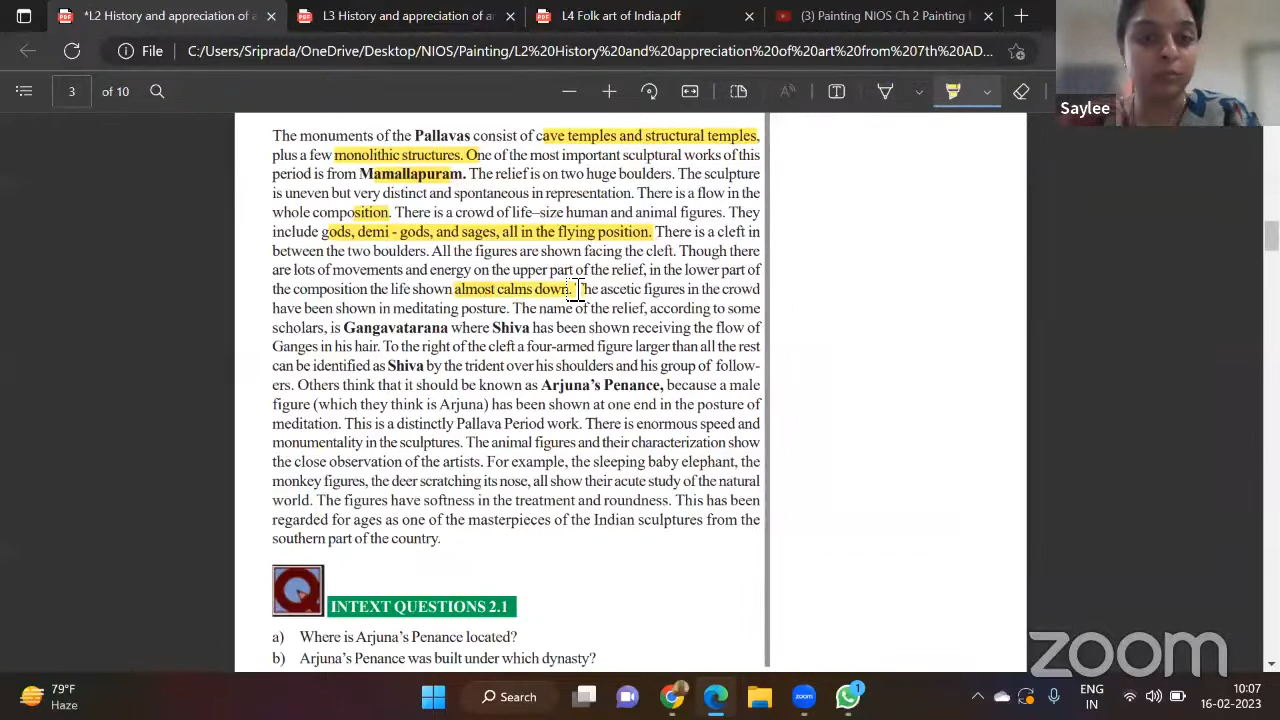 *L2 History and appreciation of a
L3 History and appreciation of a
L4 Folk art of India.pdf
(3) Painting NIOS Ch 2 Painting
File
C:/Users/Sriprada/OneDrive/Desktop/NIOS/Painting/L2%20History%20and%20appreciation%20of%20art%20from%207th%20AD...
3 of 10
Saylee
The monuments of the Pallavas consist of cave temples and structural temples,
plus a few monolithic structures. One of the most important sculptural works of this
period is from Mamallapuram. The relief is on two huge boulders. The sculpture
is uneven but very distinct and spontaneous in representation. There is a flow in the
whole composition. There is a crowd of life–size human and animal figures. They
include gods, demi - gods, and sages, all in the flying position. There is a cleft in
between the two boulders. All the figures are shown facing the cleft. Though there
are lots of movements and energy on the upper part of the relief, in the lower part of
the composition the life shown almost calms down. The ascetic figures in the crowd
have been shown in meditating posture. The name of the relief, according to some
scholars, is Gangavatarana where Shiva has been shown receiving the flow of
Ganges in his hair. To the right of the cleft a four-armed figure larger than all the rest
can be identified as Shiva by the trident over his shoulders and his group of follow-
ers. Others think that it should be known as Arjuna’s Penance, because a male
figure (which they think is Arjuna) has been shown at one end in the posture of
meditation. This is a distinctly Pallava Period work. There is enormous speed and
monumentality in the sculptures. The animal figures and their characterization show
the close observation of the artists. For example, the sleeping baby elephant, the
monkey figures, the deer scratching its nose, all show their acute study of the natural
world. The figures have softness in the treatment and roundness. This has been
regarded for ages as one of the masterpieces of the Indian sculptures from the
southern part of the country.
INTEXT QUESTIONS 2.1
a) Where is Arjuna’s Penance located?
b) Arjuna’s Penance was built under which dynasty?
zoom
79°F
Haze
Search
zoom
1
ENG
IN
10:07
16-02-2023